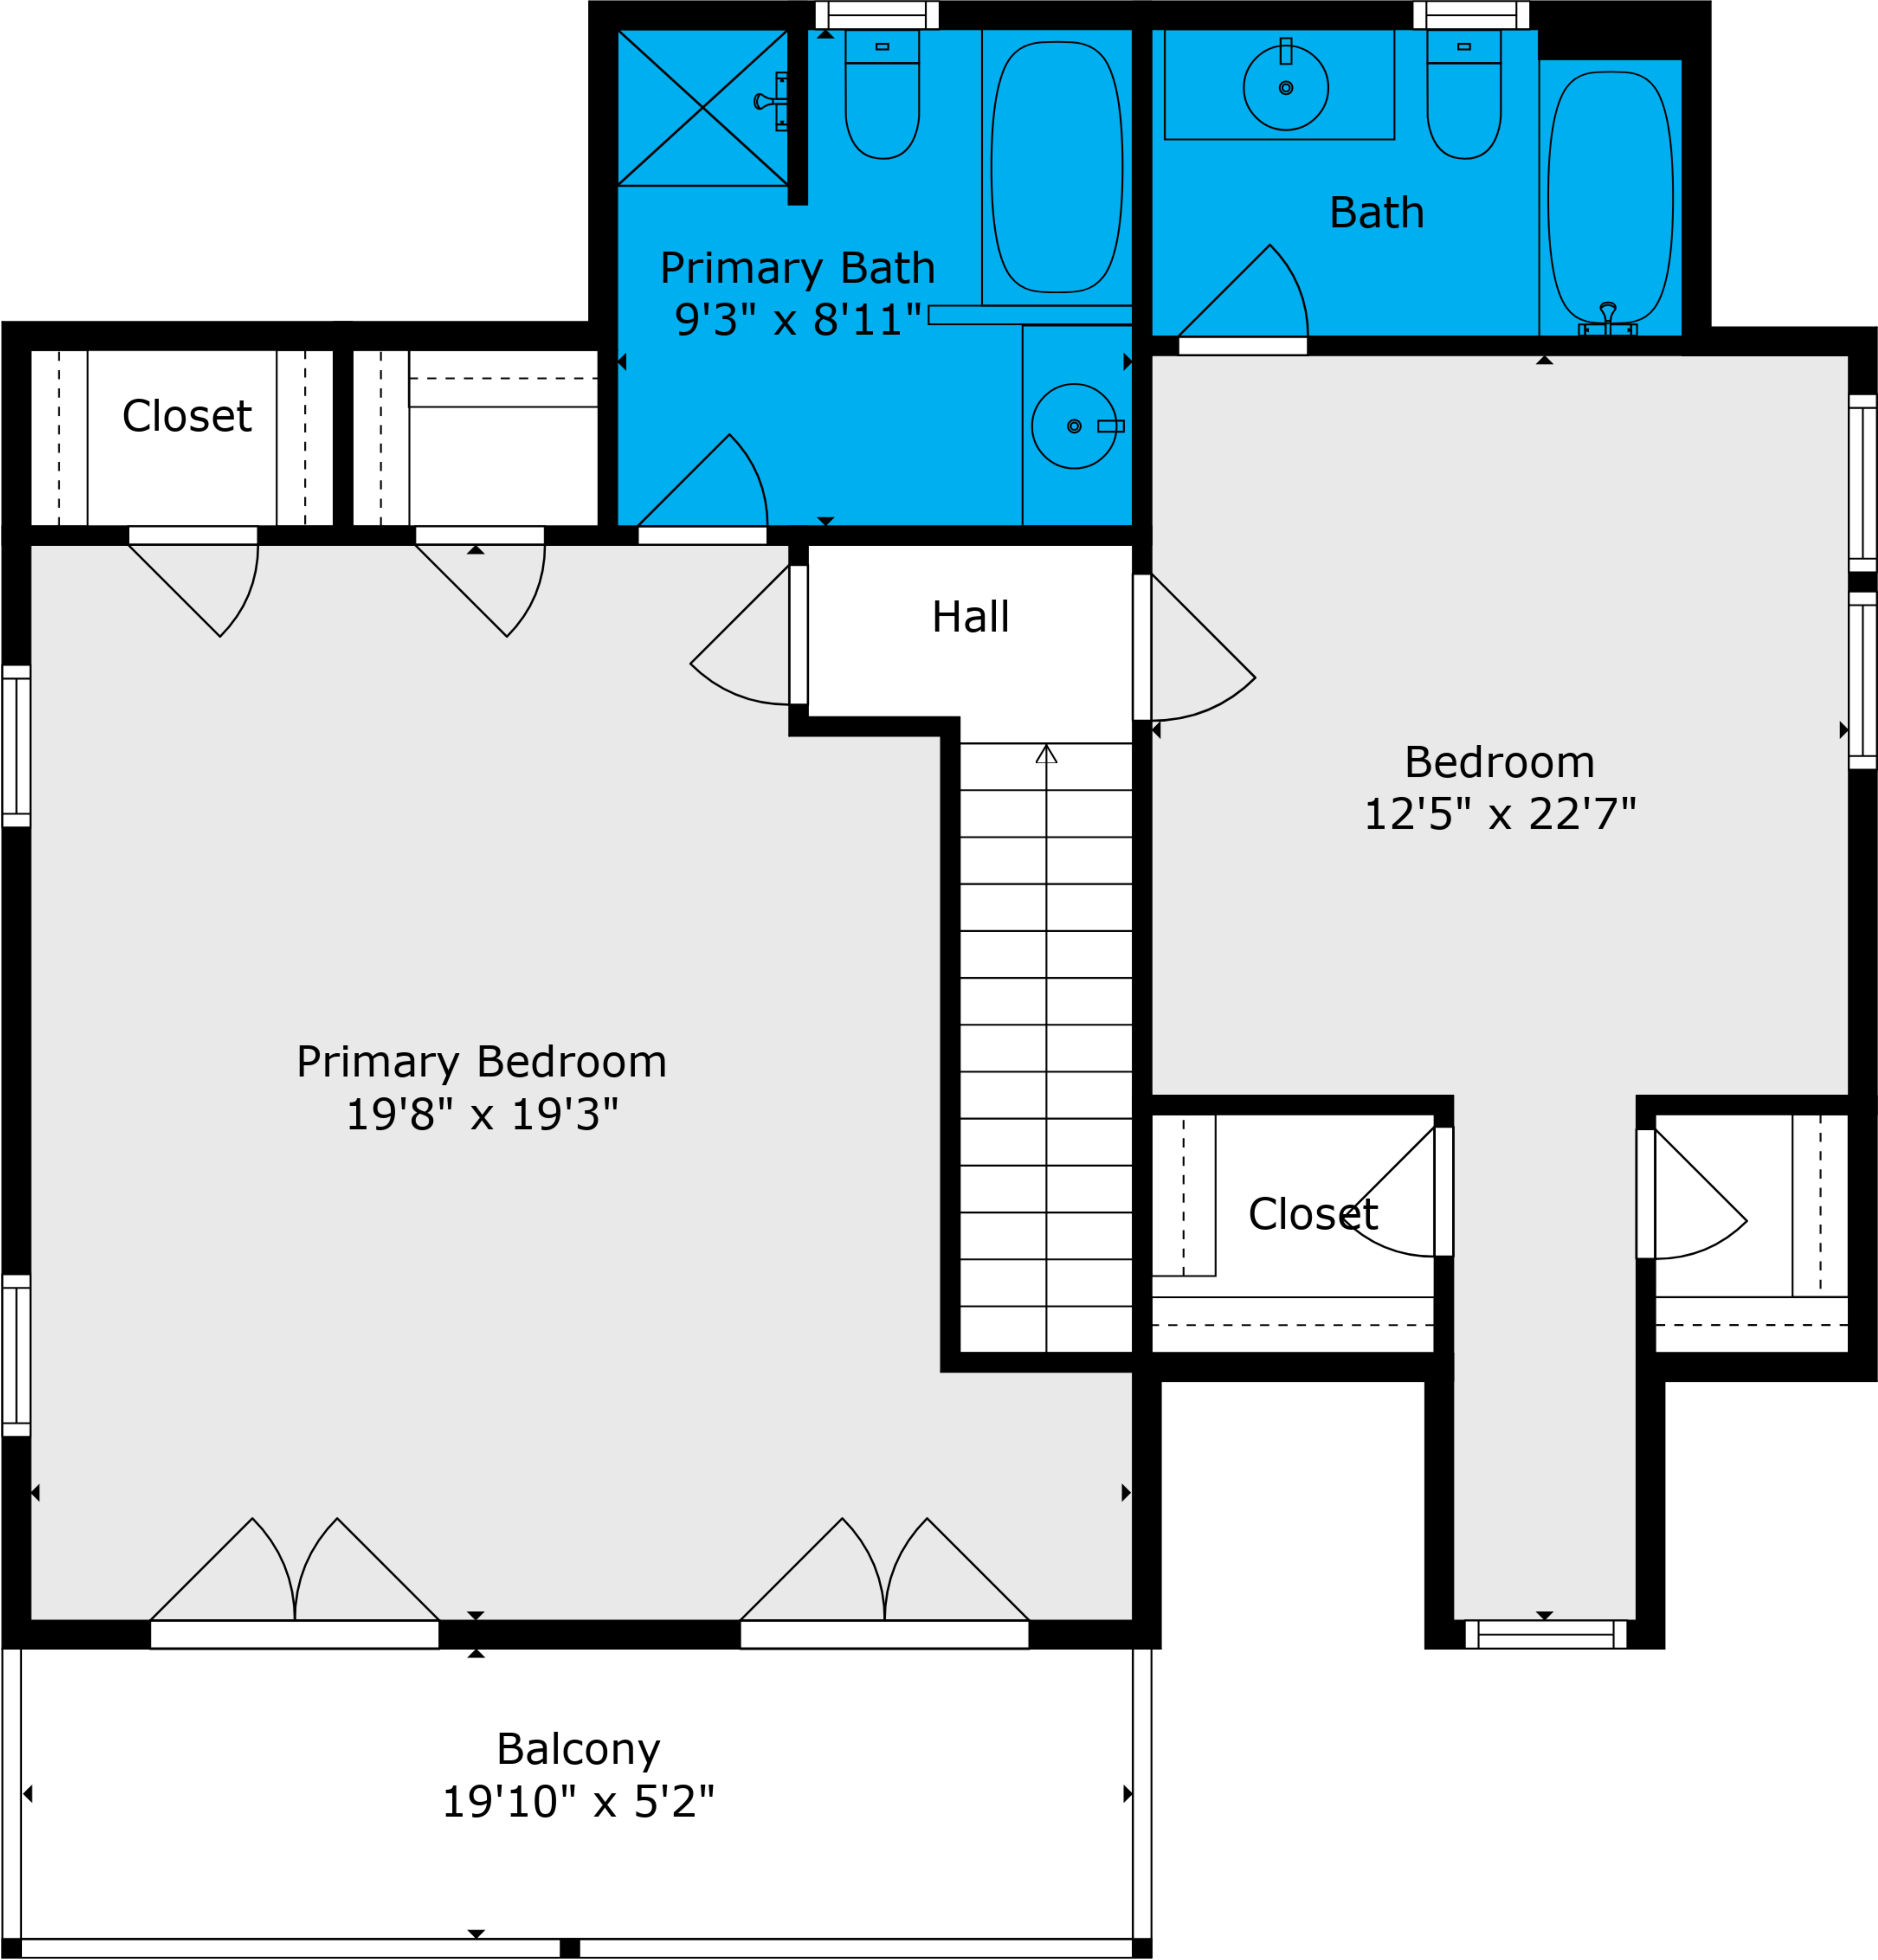 Primary Bath
9'3" x 8'11"
Bath
Closet
Hall
Bedroom
12'5" x 22'7"
Primary Bedroom
19'8" x 19'3"
Closet
Balcony
19'10" x 5'2"